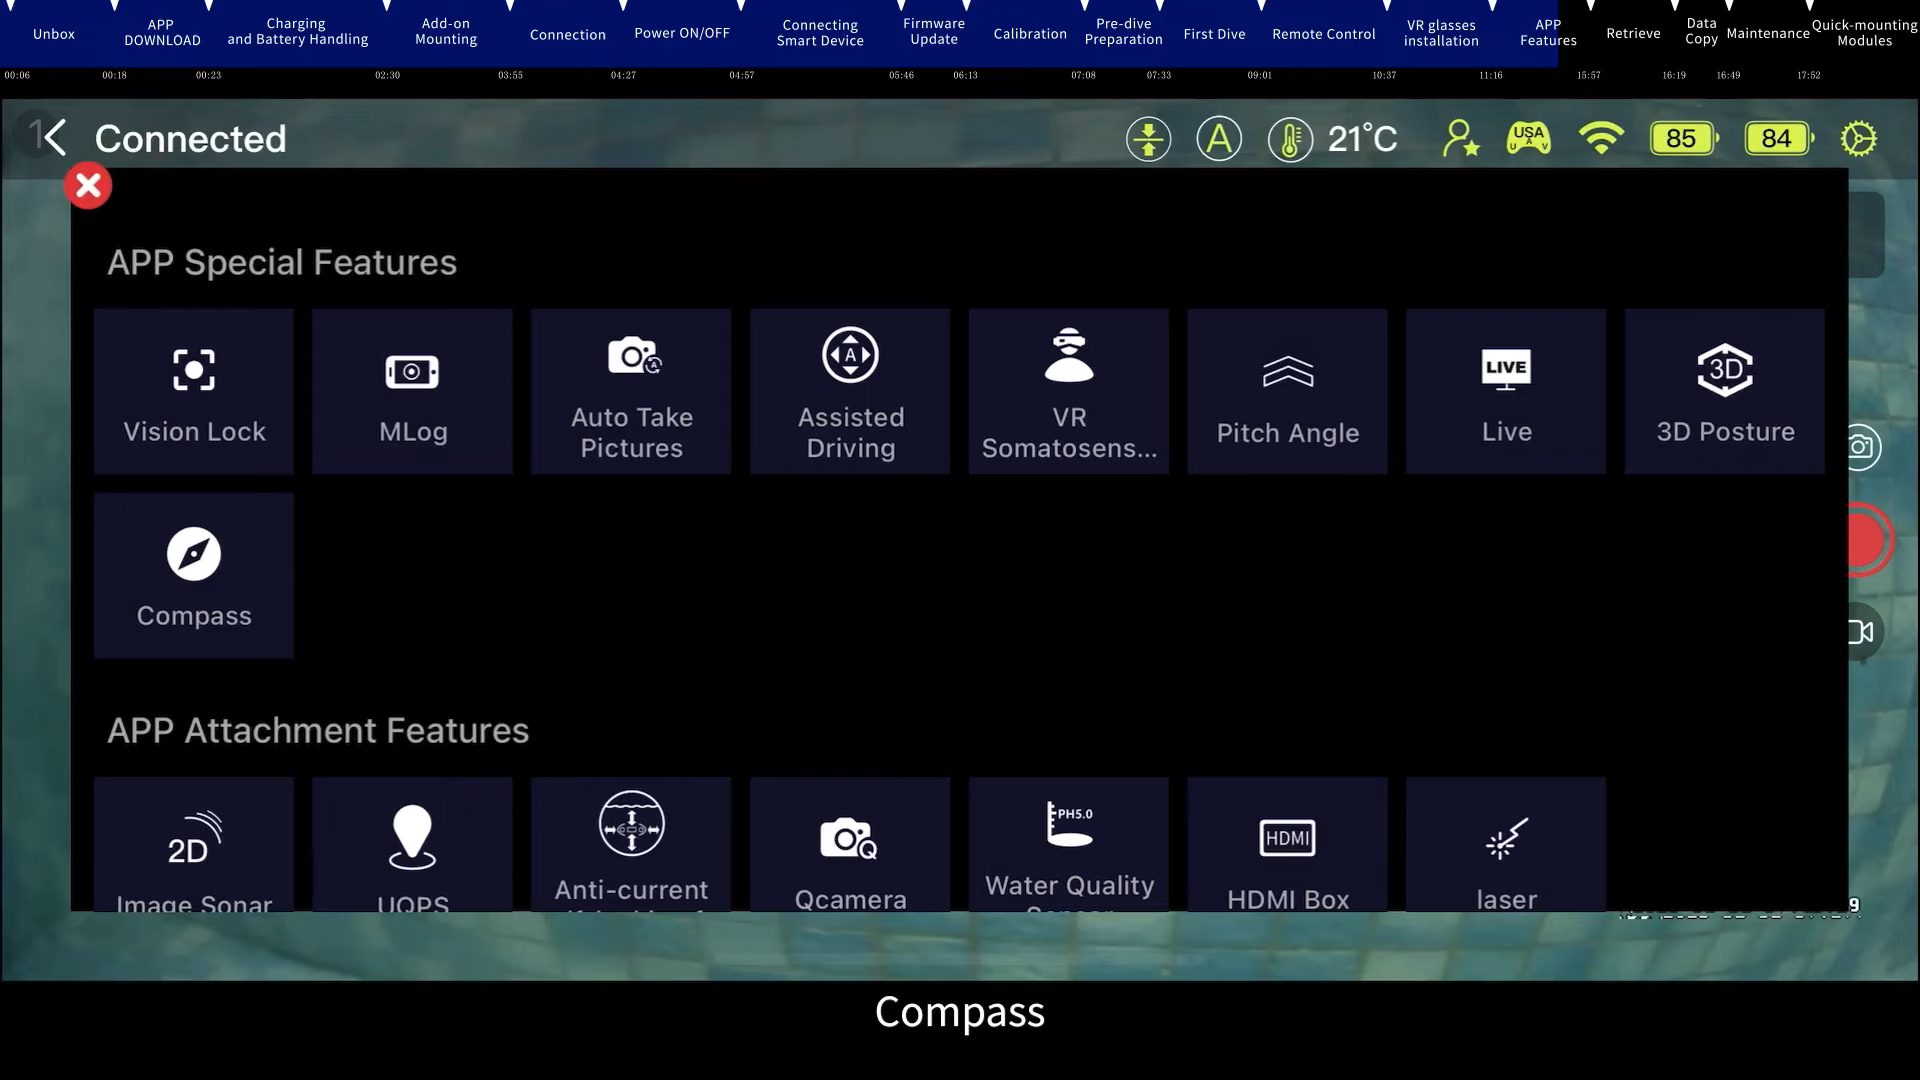 Unbox
APP
DOWNLOAD
Charging
and Battery Handling
Add-on
Mounting
Connection
Power ON/OFF
Connecting
Smart Device
Firmware
Update
Calibration
Pre-dive
Preparation
First Dive
Remote Control
VR glasses
installation
APP
Features
Retrieve
Data
Copy
Maintenance
Quick-mounting
Modules
00:06 00:18 00:23 02:30 03:55 04:27 04:57 05:46 06:13 07:08 07:33 09:01 10:37 11:16 15:57 16:19 16:49 17:52
Connected
A
21°C
USA
85
84
APP Special Features
Vision Lock
MLog
Auto Take
Pictures
A
Assisted
Driving
VR
Somatosens...
Pitch Angle
LIVE
Live
3D
3D Posture
Compass
APP Attachment Features
2D
Image Sonar
UQPS
Anti-current
Qcamera
PH5.0
Water Quality
Sensor
HDMI
HDMI Box
laser
Compass